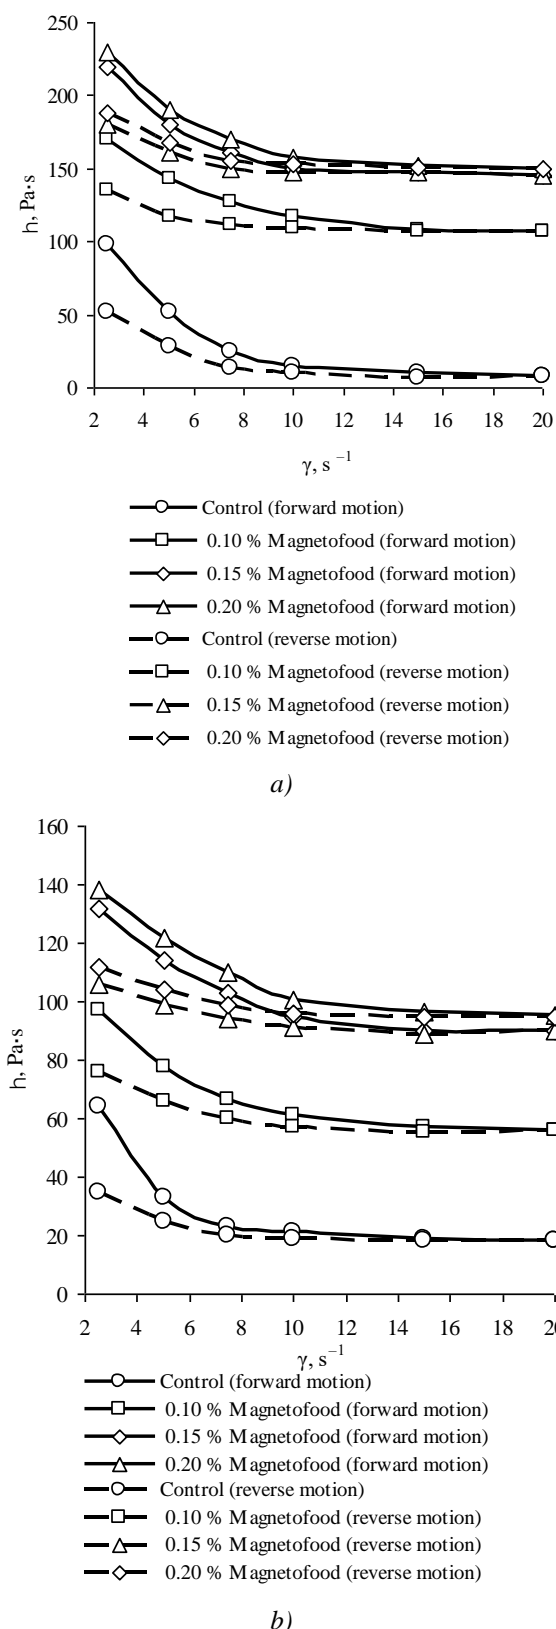 250
200
150
100
50
0
h, Pa·s
2 4 6 8 10 12 14 16 18 20
γ, s⁻¹
Control (forward motion)
0.10 % Magnetofood (forward motion)
0.15 % Magnetofood (forward motion)
0.20 % Magnetofood (forward motion)
Control (reverse motion)
0.10 % Magnetofood (reverse motion)
0.15 % Magnetofood (reverse motion)
0.20 % Magnetofood (reverse motion)
a)
160
140
120
100
80
60
40
20
0
h, Pa·s
2 4 6 8 10 12 14 16 18 20
γ, s⁻¹
Control (forward motion)
0.10 % Magnetofood (forward motion)
0.15 % Magnetofood (forward motion)
0.20 % Magnetofood (forward motion)
Control (reverse motion)
0.10 % Magnetofood (reverse motion)
0.15 % Magnetofood (reverse motion)
0.20 % Magnetofood (reverse motion)
b)